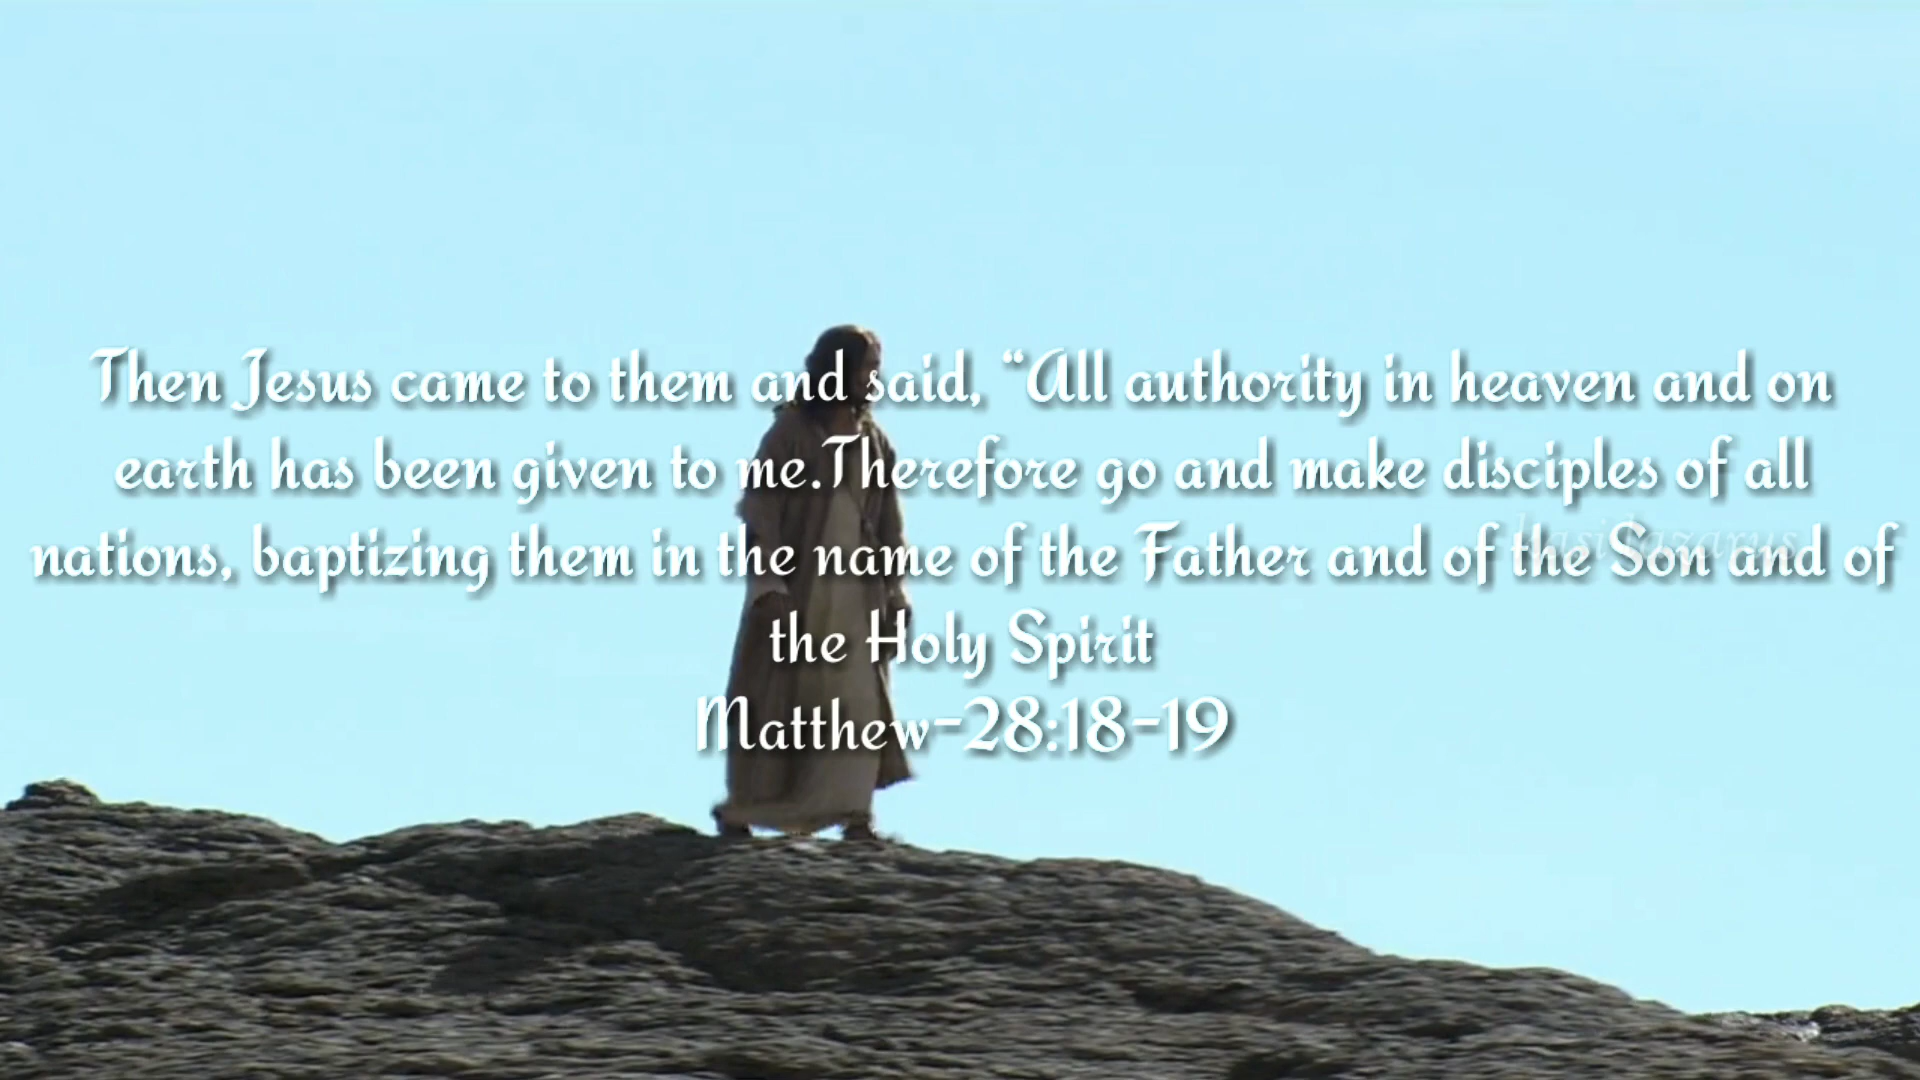 Then Jesus came to them and said, “All authority in heaven and on
earth has been given to me.Therefore go and make disciples of all
nations, baptizing them in the name of the Father and of the Son and of
the Holy Spirit
Matthew-28:18-19